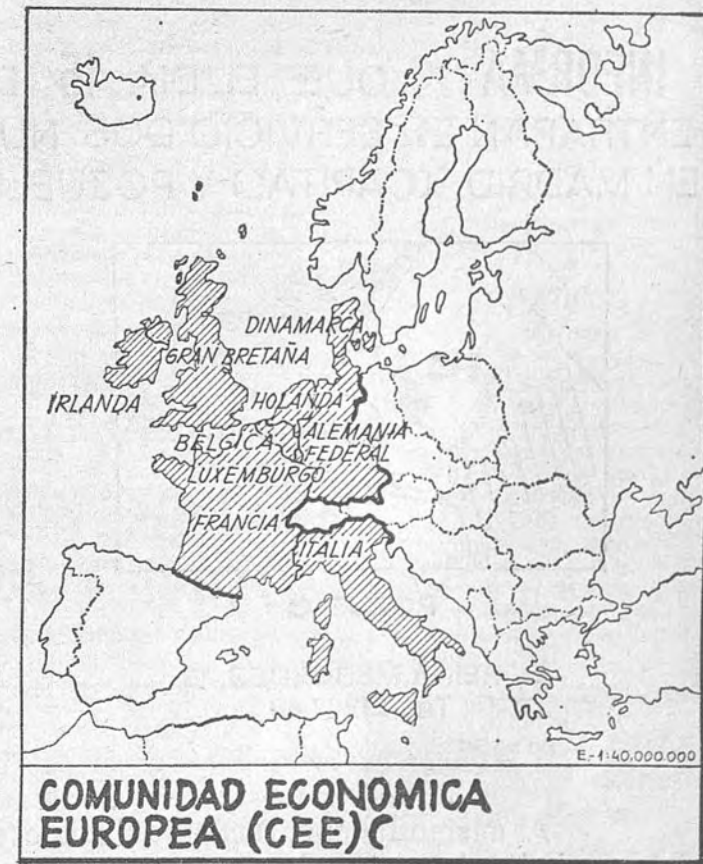 DINAMARCA
GRAN BRETAÑA
IRLANDA
HOLANDA
BELGICA
ALEMANIA
FEDERAL
LUXEMBURGO
FRANCIA
ITALIA
E.-1:40.000.000
COMUNIDAD ECONOMICA
EUROPEA (CEE)(